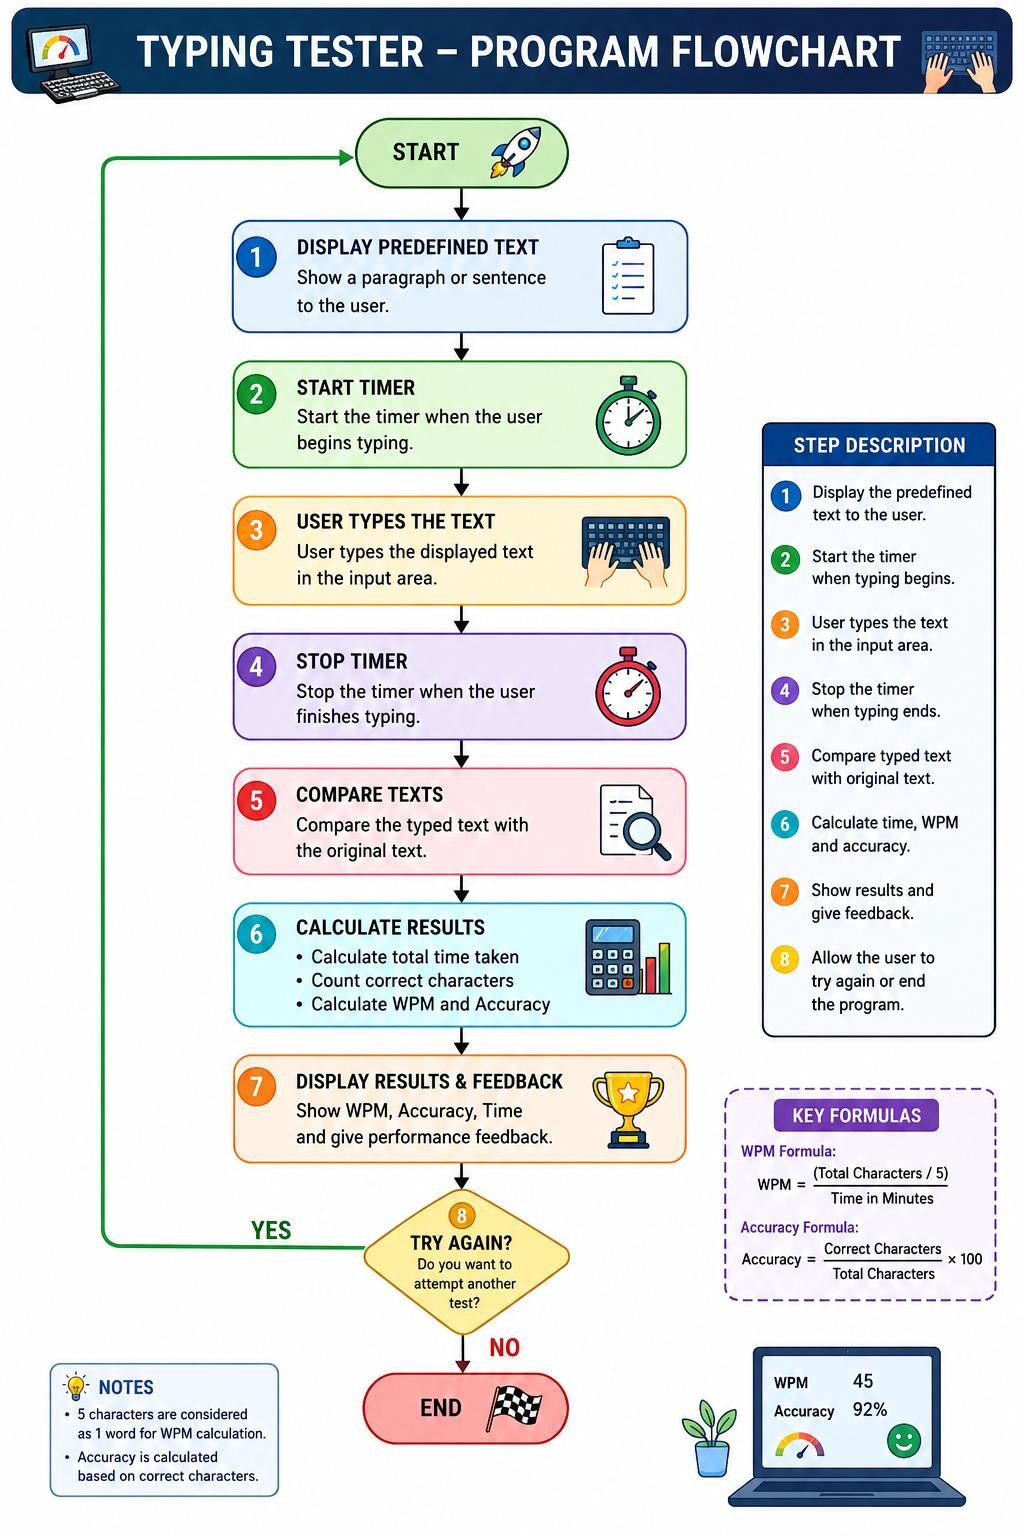 TYPING TESTER – PROGRAM FLOWCHART
START
1
DISPLAY PREDEFINED TEXT
Show a paragraph or sentence
to the user.
2
START TIMER
Start the timer when the user
begins typing.
3
USER TYPES THE TEXT
User types the displayed text
in the input area.
4
STOP TIMER
Stop the timer when the user
finishes typing.
5
COMPARE TEXTS
Compare the typed text with
the original text.
6
CALCULATE RESULTS
• Calculate total time taken
• Count correct characters
• Calculate WPM and Accuracy
7
DISPLAY RESULTS & FEEDBACK
Show WPM, Accuracy, Time
and give performance feedback.
8
TRY AGAIN?
Do you want to
attempt another
test?
YES
NO
END
STEP DESCRIPTION
1 Display the predefined
text to the user.
2 Start the timer
when typing begins.
3 User types the text
in the input area.
4 Stop the timer
when typing ends.
5 Compare typed text
with original text.
6 Calculate time, WPM
and accuracy.
7 Show results and
give feedback.
8 Allow the user to
try again or end
the program.
KEY FORMULAS
WPM Formula:
WPM = (Total Characters / 5)
Time in Minutes
Accuracy Formula:
Accuracy = Correct Characters × 100
Total Characters
NOTES
• 5 characters are considered
as 1 word for WPM calculation.
• Accuracy is calculated
based on correct characters.
WPM 45
Accuracy 92%